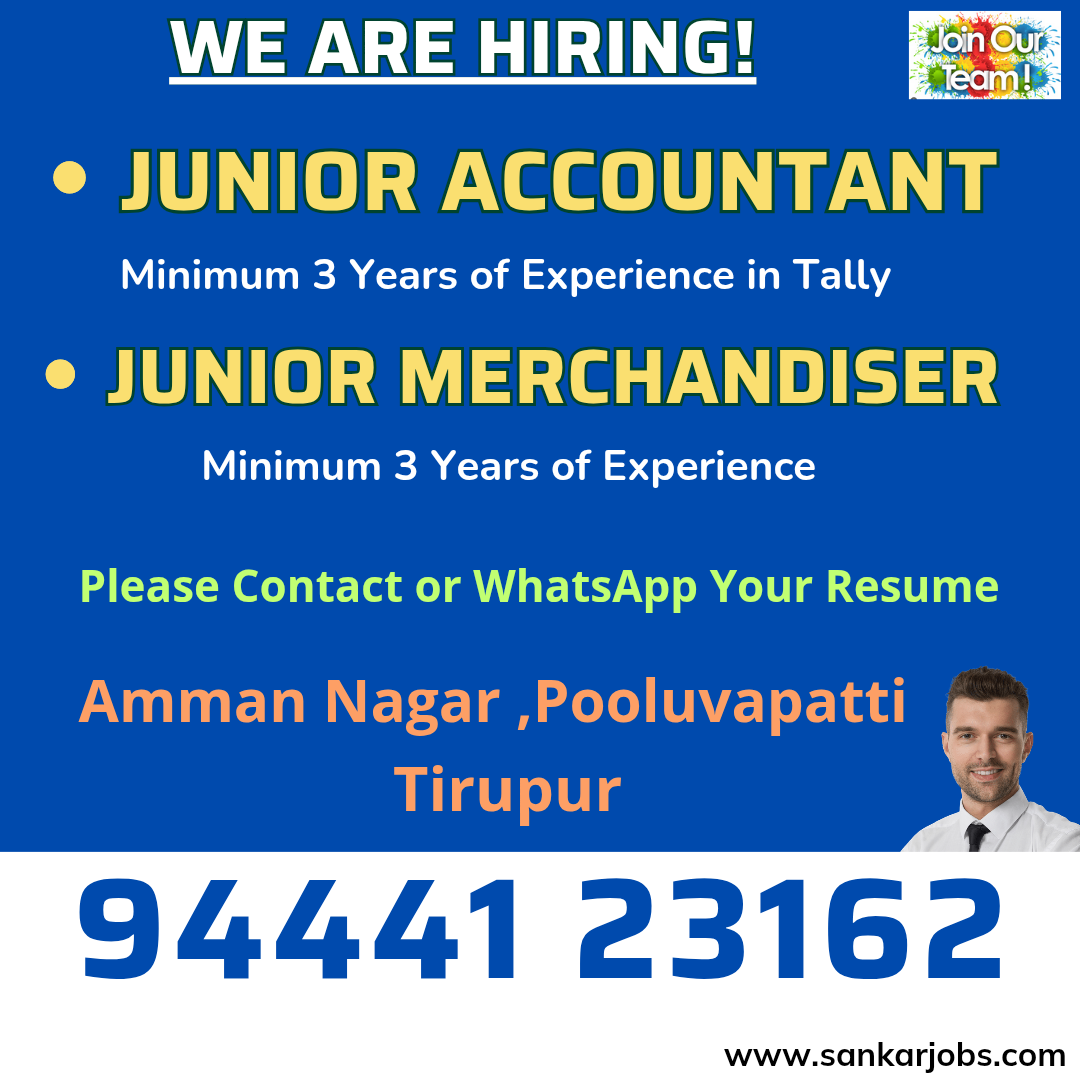 WE ARE HIRING!
Join Our
Team!
• JUNIOR ACCOUNTANT
Minimum 3 Years of Experience in Tally
• JUNIOR MERCHANDISER
Minimum 3 Years of Experience
Please Contact or WhatsApp Your Resume
Amman Nagar ,Pooluvapatti
Tirupur
94441 23162
www.sankarjobs.com